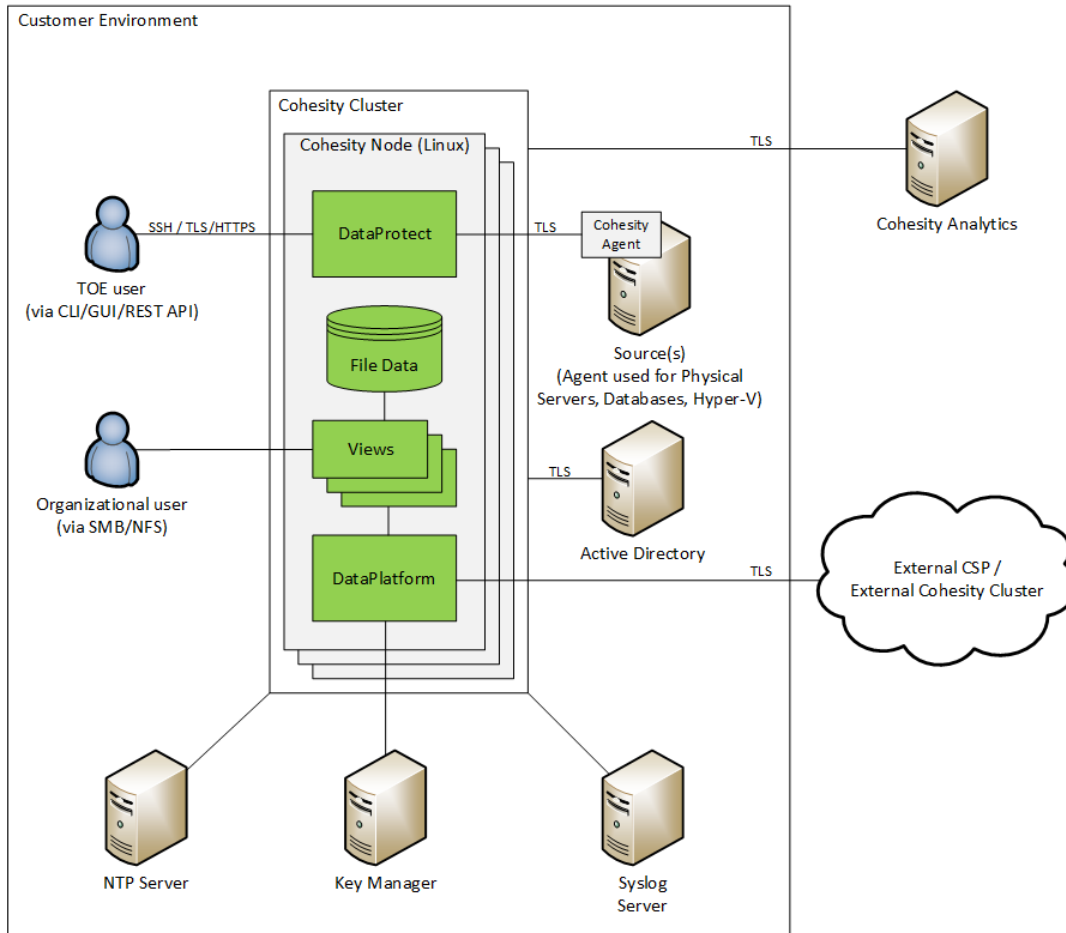 Customer Environment
Cohesity Cluster
Cohesity Node (Linux)
TLS
Cohesity Analytics
SSH / TLS/HTTPS
DataProtect
TLS
Cohesity
Agent
TOE user
(via CLI/GUI/REST API)
File Data
Source(s)
(Agent used for Physical
Servers, Databases, Hyper-V)
Views
Organizational user
(via SMB/NFS)
TLS
Active Directory
DataPlatform
TLS
External CSP /
External Cohesity Cluster
NTP Server
Key Manager
Syslog
Server